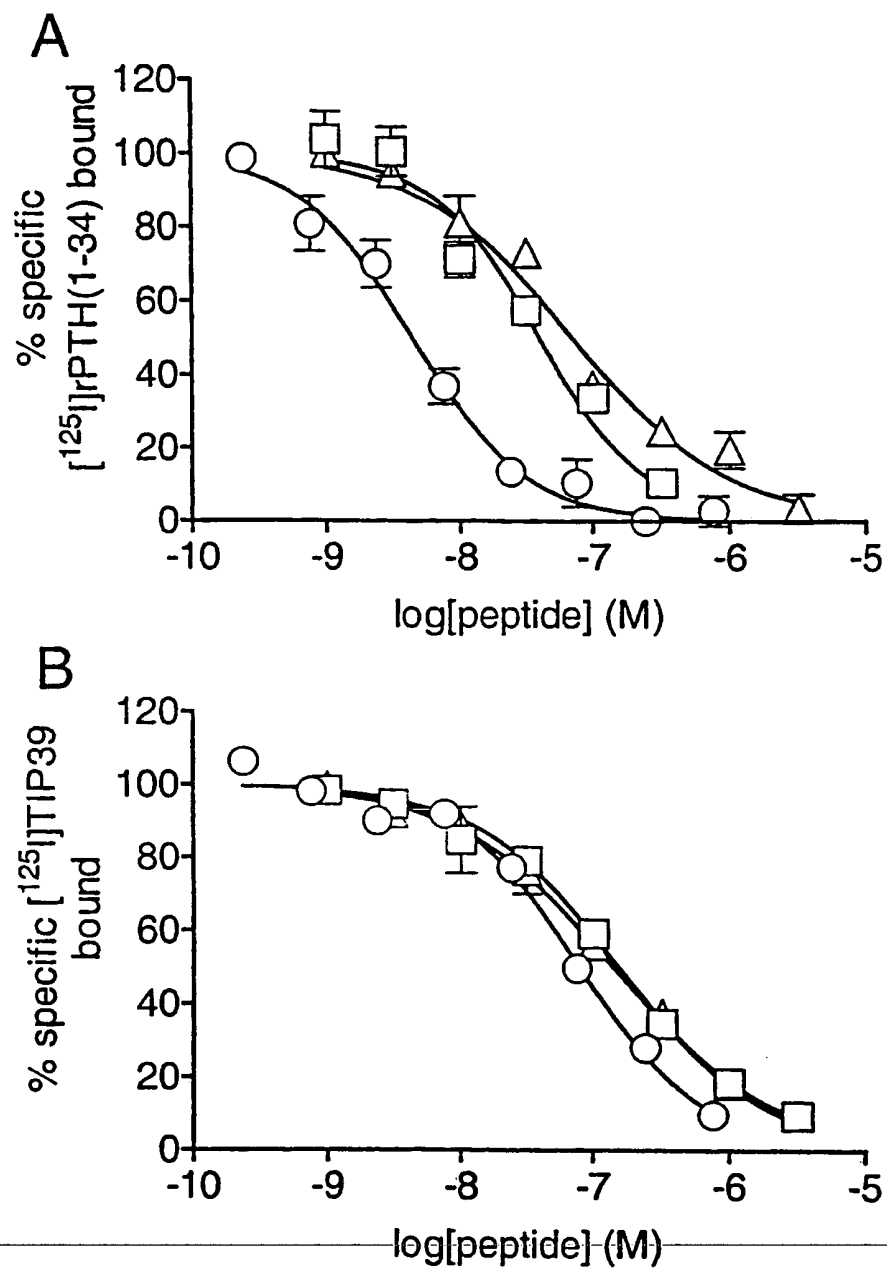 A
% specific
[125I]rPTH(1-34) bound
120
100
80
60
40
20
0
-10 -9 -8 -7 -6 -5
log[peptide] (M)
B
% specific [125I]TIP39
bound
120
100
80
60
40
20
0
-10 -9 -8 -7 -6 -5
log[peptide] (M)